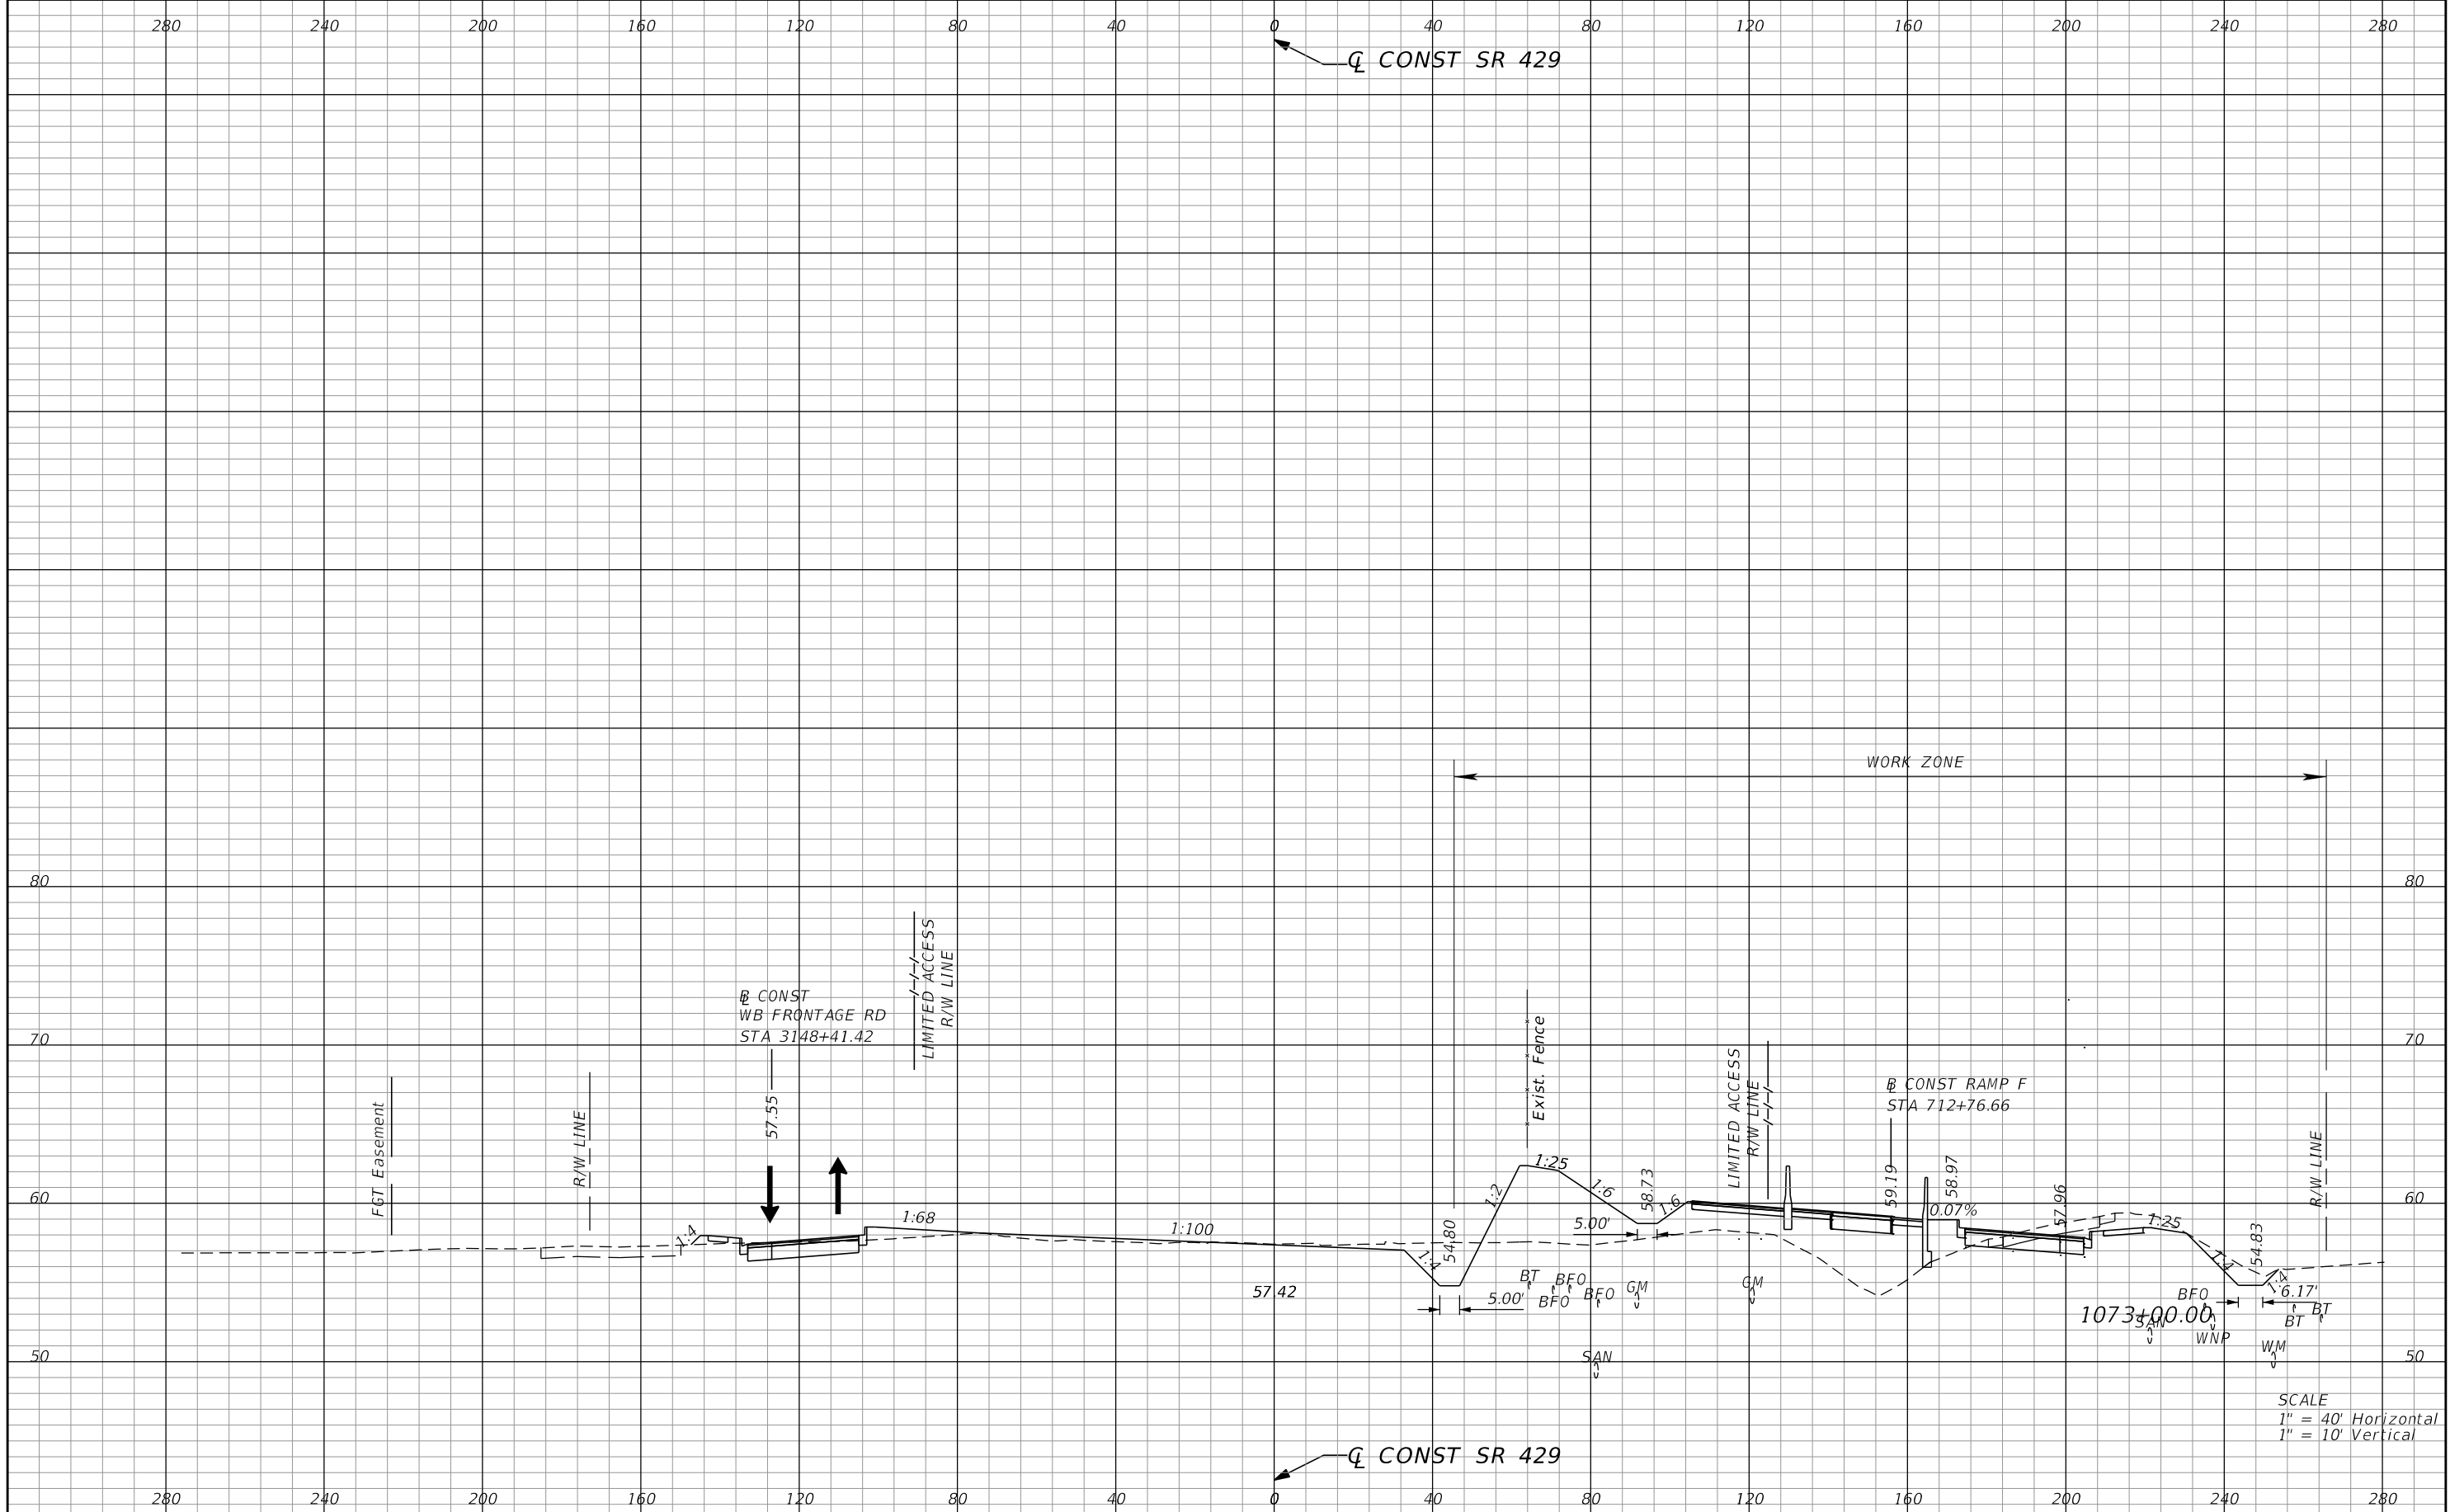 280 240 200 160 120 80 40 0 40 80 120 160 200 240 280
℄ CONST SR 429
WORK ZONE
80 80
LIMITED ACCESS
R/W LINE
℄ CONST
WB FRONTAGE RD
STA 3148+41.42
57.55
70 70
Exist. Fence
LIMITED ACCESS
R/W LINE
℄ CONST RAMP F
STA 712+76.66
FGT Easement
R/W LINE
R/W LINE
60 60
1:4
1:68
1:100
1:4
54.80
1:2
1:25
1:6
58.73
1:6
5.00'
59.19
58.97
0.07%
57.96
1:25
1:4
54.83
1:4
6.17'
57.42
5.00'
BT
BFO
BFO
BFO
GM
GM
BFO
BT
BT
1073+00.00
SAN
WNP
WM
SAN
50 50
SCALE
1" = 40' Horizontal
1" = 10' Vertical
℄ CONST SR 429
280 240 200 160 120 80 40 0 40 80 120 160 200 240 280